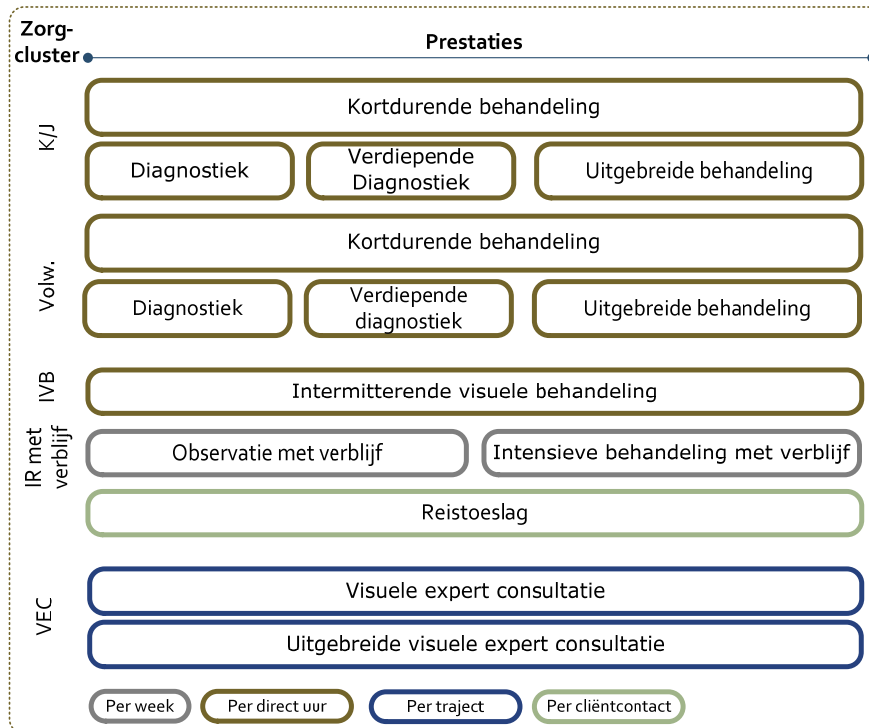 Zorg-
cluster
Prestaties
K/J
Kortdurende behandeling
Diagnostiek
Verdiepende
Diagnostiek
Uitgebreide behandeling
Volw.
Kortdurende behandeling
Diagnostiek
Verdiepende
diagnostiek
Uitgebreide behandeling
IVB
Intermitterende visuele behandeling
IR met
verblijf
Observatie met verblijf
Intensieve behandeling met verblijf
Reistoeslag
VEC
Visuele expert consultatie
Uitgebreide visuele expert consultatie
Per week
Per direct uur
Per traject
Per cliëntcontact